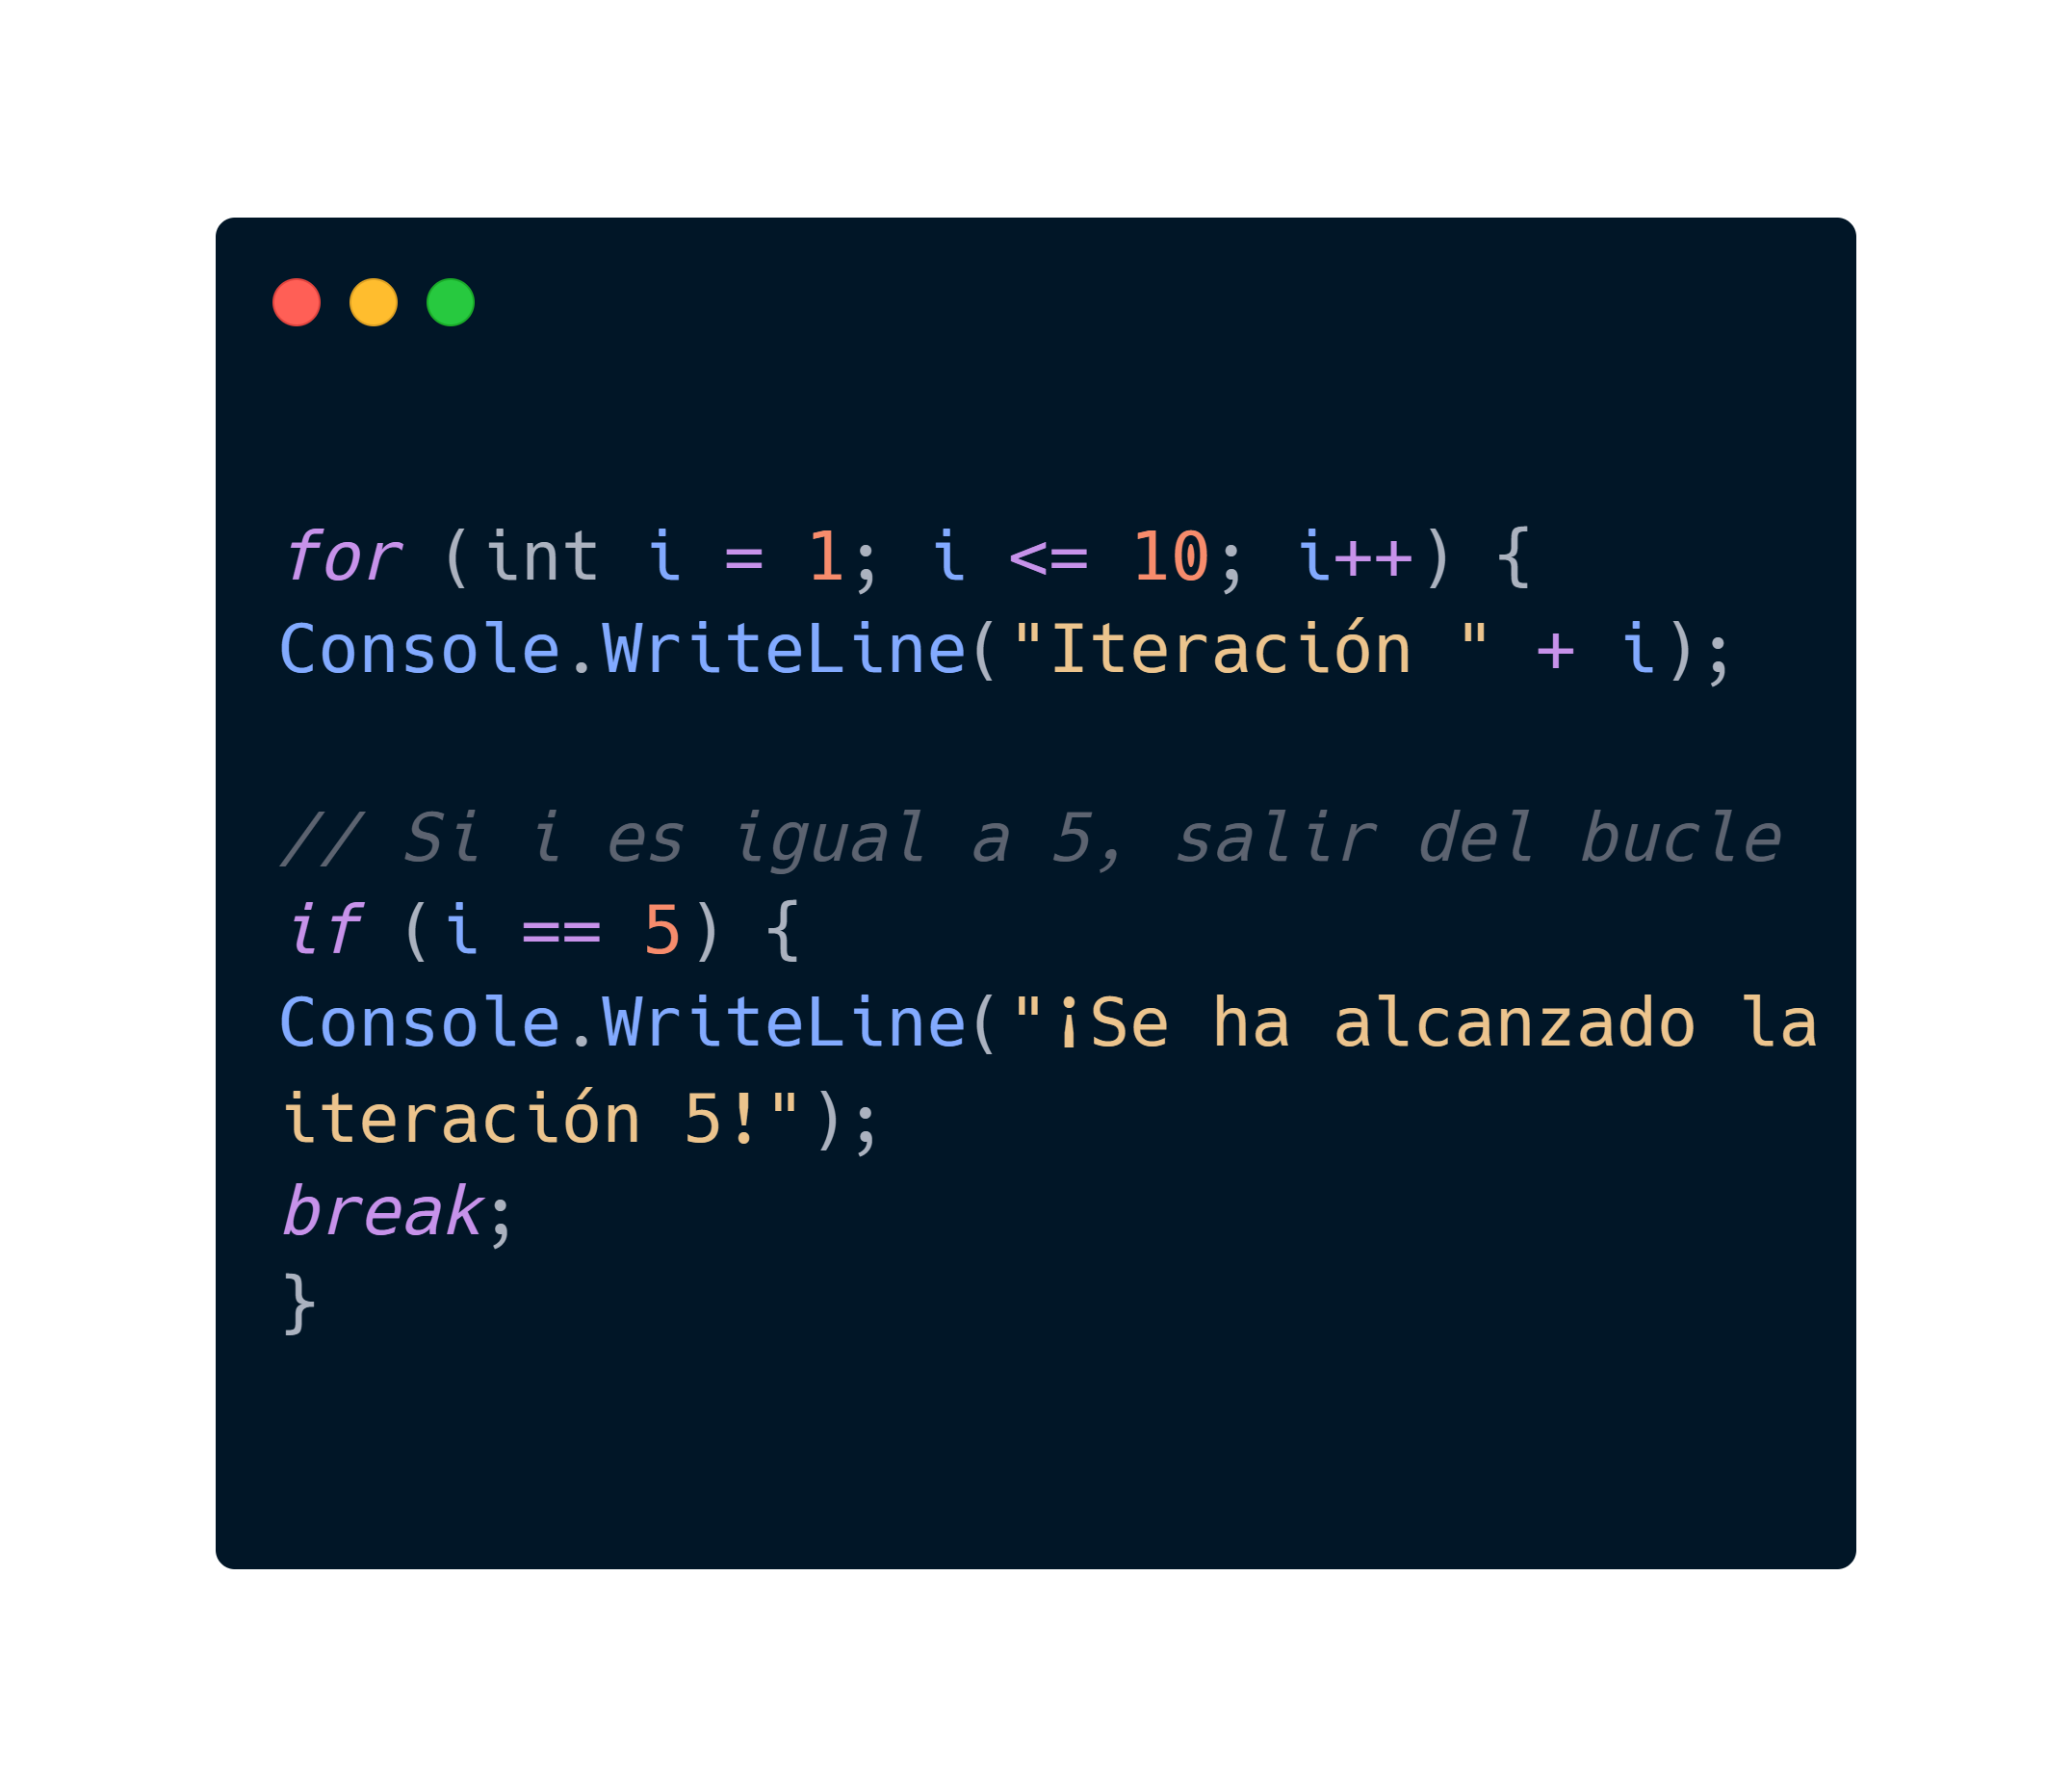 for (int i = 1; i <= 10; i++) {
Console.WriteLine("Iteración " + i);
// Si i es igual a 5, salir del bucle
if (i == 5) {
Console.WriteLine("¡Se ha alcanzado la
iteración 5!");
break;
}